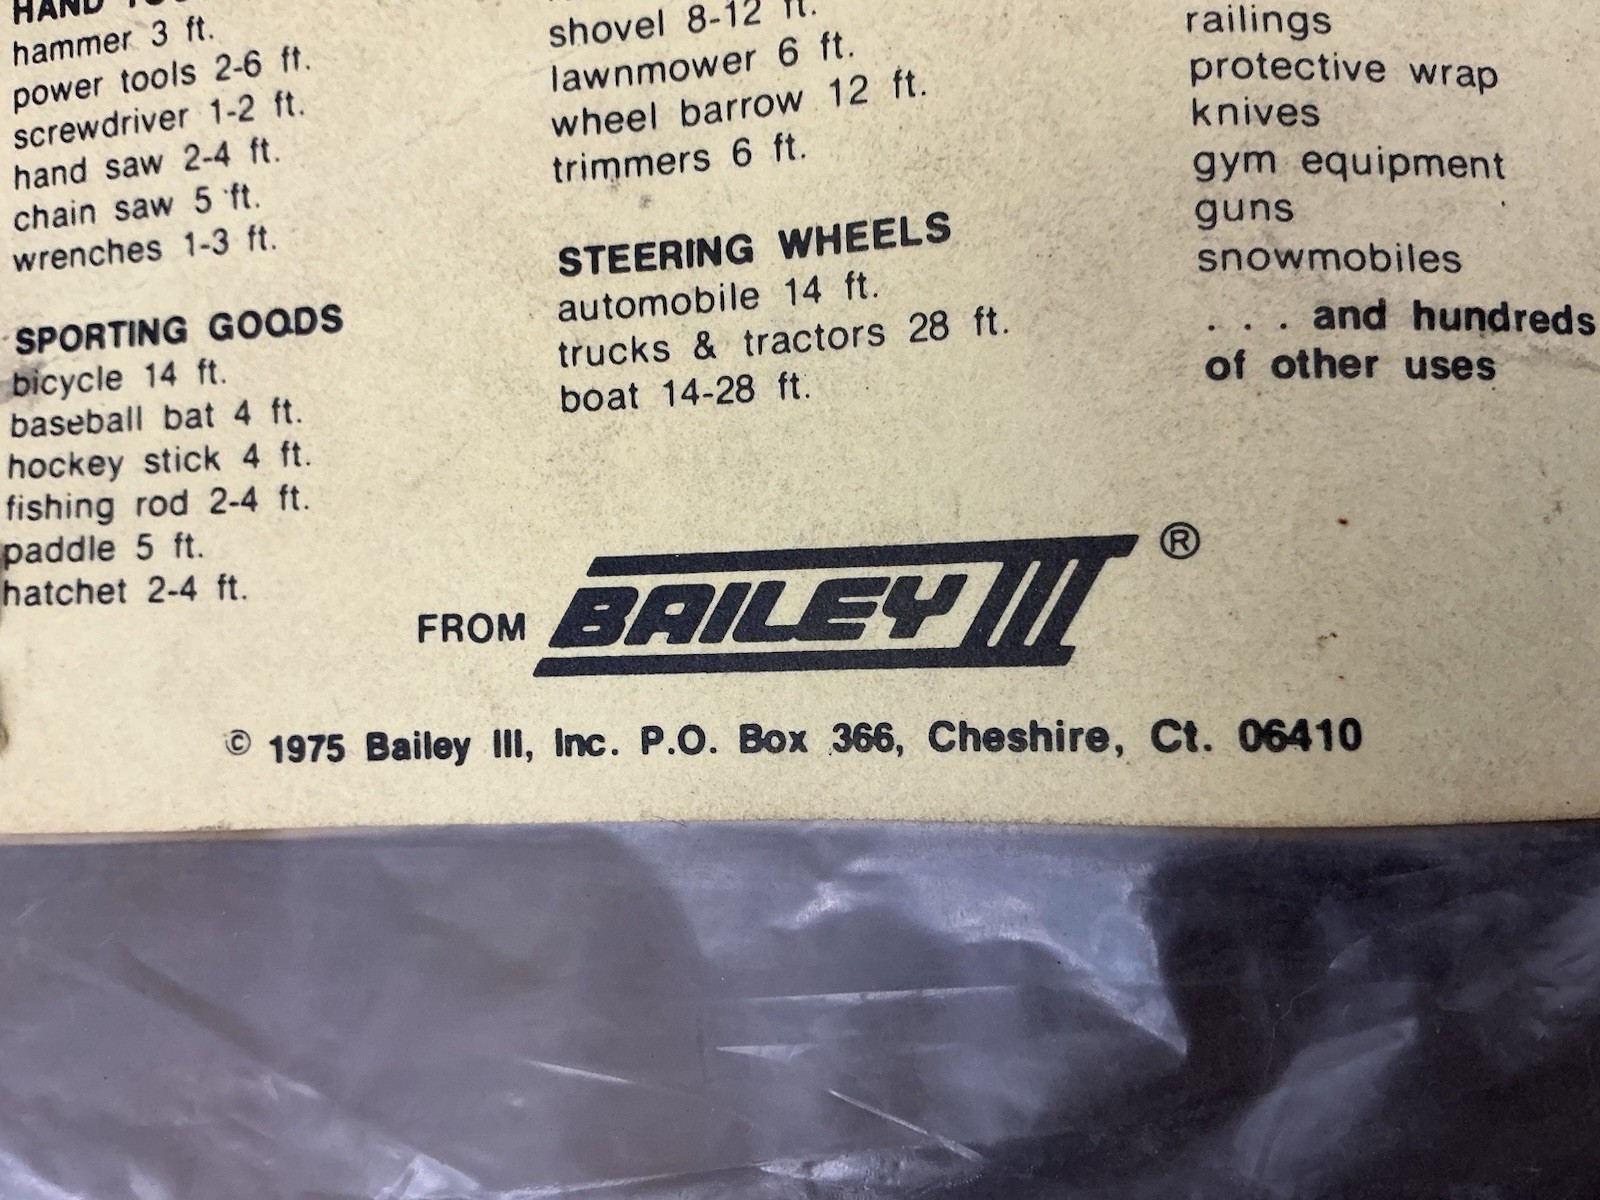 HAND
hammer 3 ft.
power tools 2-6 ft.
screwdriver 1-2 ft.
hand saw 2-4 ft.
chain saw 5 ft.
wrenches 1-3 ft.
SPORTING GOODS
bicycle 14 ft.
baseball bat 4 ft.
hockey stick 4 ft.
fishing rod 2-4 ft.
paddle 5 ft.
hatchet 2-4 ft.
shovel 8-12 ft.
lawnmower 6 ft.
wheel barrow 12 ft.
trimmers 6 ft.
STEERING WHEELS
automobile 14 ft.
trucks & tractors 28 ft.
boat 14-28 ft.
railings
protective wrap
knives
gym equipment
guns
snowmobiles
. . . and hundreds
of other uses
FROM BAILEY III ®
© 1975 Bailey III, Inc. P.O. Box 366, Cheshire, Ct. 06410